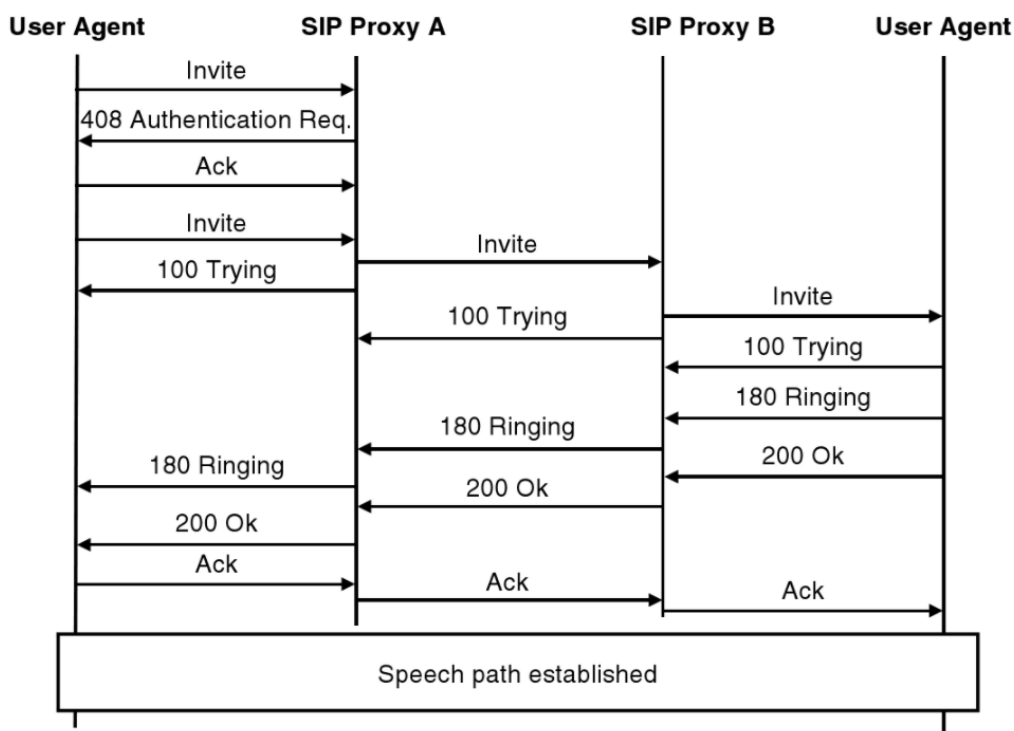 User Agent SIP Proxy A SIP Proxy B User Agent
Invite
408 Authentication Req.
Ack
Invite
Invite
100 Trying
Invite
100 Trying
100 Trying
180 Ringing
180 Ringing
200 Ok
180 Ringing
200 Ok
200 Ok
Ack
Ack
Ack
Speech path established